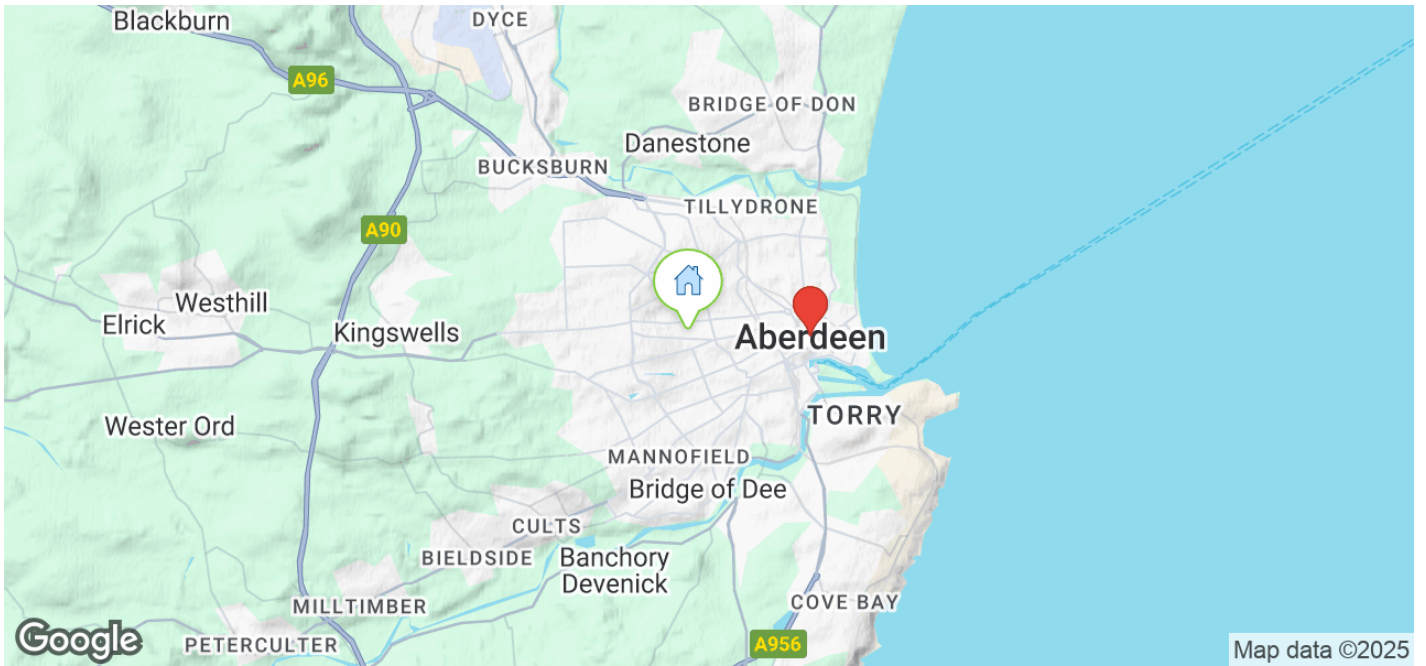 Blackburn
DYCE
A96
BRIDGE OF DON
Danestone
BUCKSBURN
TILLYDRONE
A90
Westhill
Elrick
Kingswells
Aberdeen
TORRY
Wester Ord
MANNOFIELD
Bridge of Dee
CULTS
BIELDSIDE
Banchory
Devenick
MILLTIMBER
COVE BAY
PETERCULTER
A956
Google
Map data ©2025